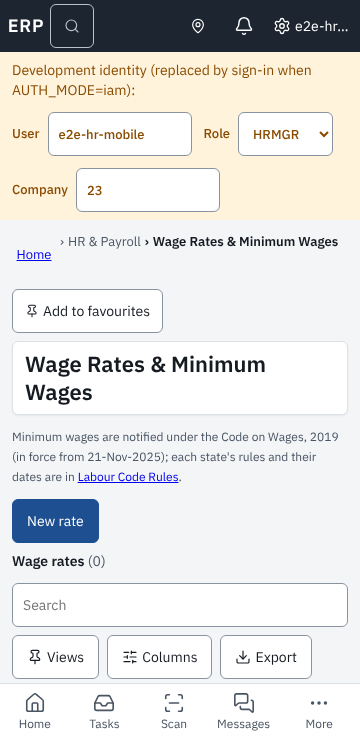 ERP
e2e-hr...
Development identity (replaced by sign-in when
AUTH_MODE=iam):
User e2e-hr-mobile Role HRMGR
Company 23
Home › HR & Payroll › Wage Rates & Minimum Wages
Add to favourites
Wage Rates & Minimum
Wages
Minimum wages are notified under the Code on Wages, 2019
(in force from 21-Nov-2025); each state's rules and their
dates are in Labour Code Rules.
New rate
Wage rates (0)
Search
Views Columns Export
Home Tasks Scan Messages More